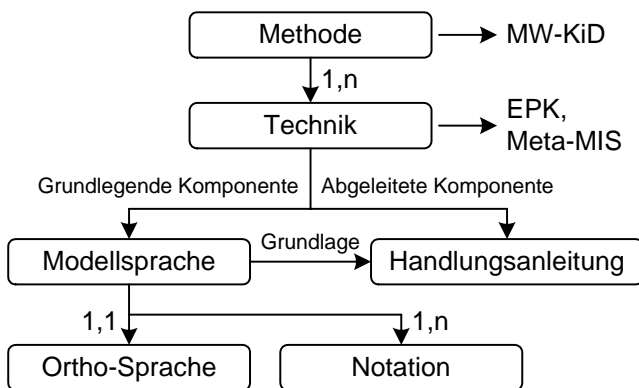 Methode
MW-KiD
1,n
Technik
EPK,
Meta-MIS
Grundlegende Komponente
Abgeleitete Komponente
Modellsprache
Grundlage
Handlungsanleitung
1,1
1,n
Ortho-Sprache
Notation